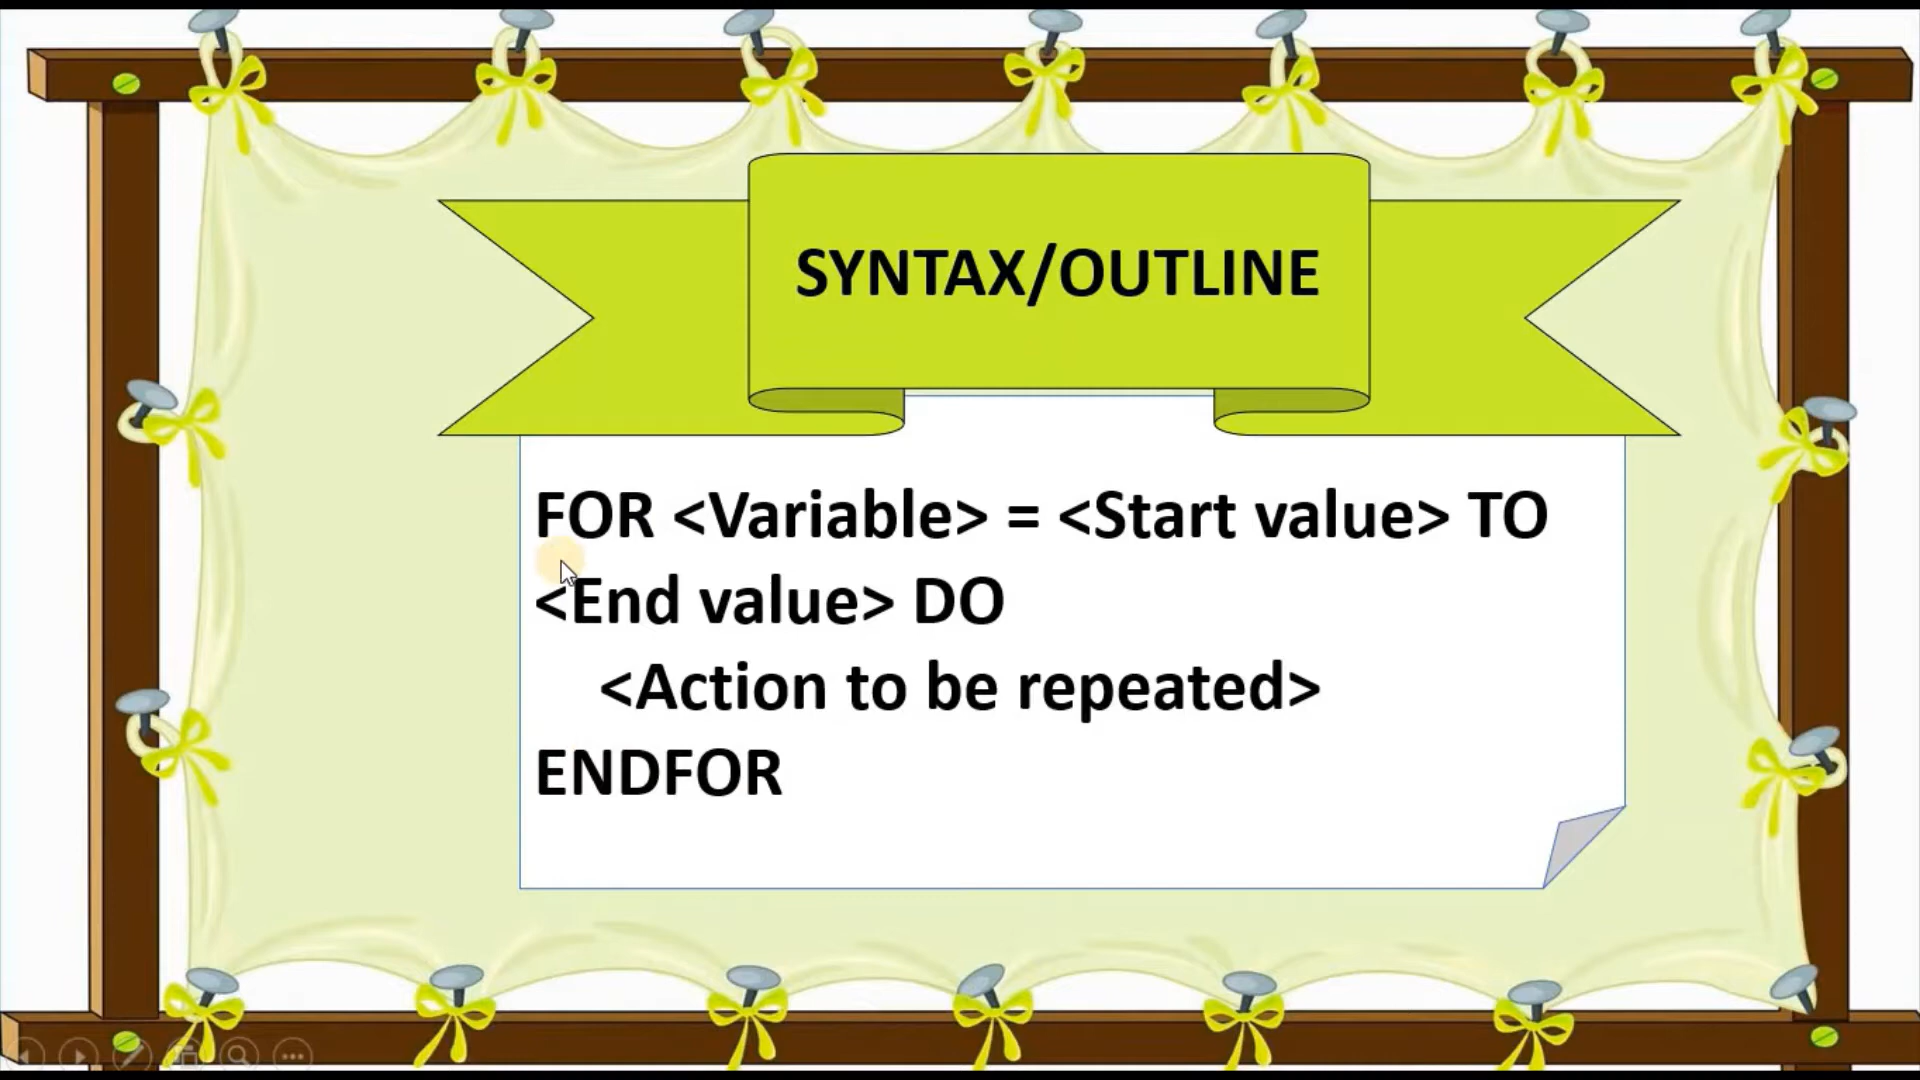 SYNTAX/OUTLINE
FOR <Variable> = <Start value> TO
<End value> DO
<Action to be repeated>
ENDFOR